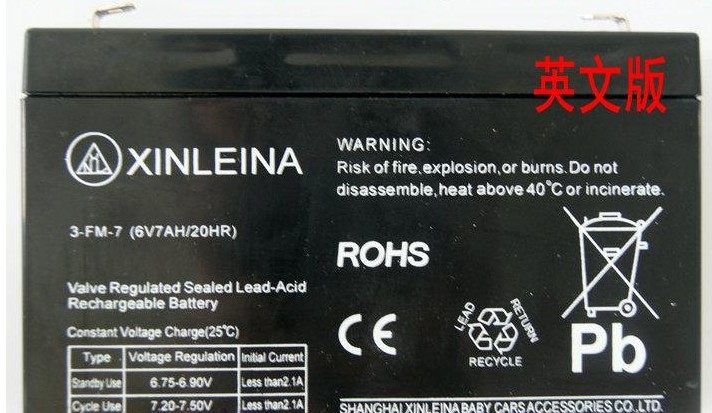 英文版
XINLEINA
3-FM-7 (6V7AH/20HR)
Valve Regulated Sealed Lead-Acid
Rechargeable Battery
Constant Voltage Charge(25°C)
Type Voltage Regulation Initial Current
Standby Use 6.75-6.90V Less than2.1A
Cycle Use 7.20-7.50V Less than2.1A
WARNING:
Risk of fire,explosion,or burns. Do not
disassemble,heat above 40°C or incinerate.
ROHS
CE
LEAD
RETURN
RECYCLE
Pb
SHANGHAI XINLEINA BABY CARS ACCESSORIES CO.,LTD.